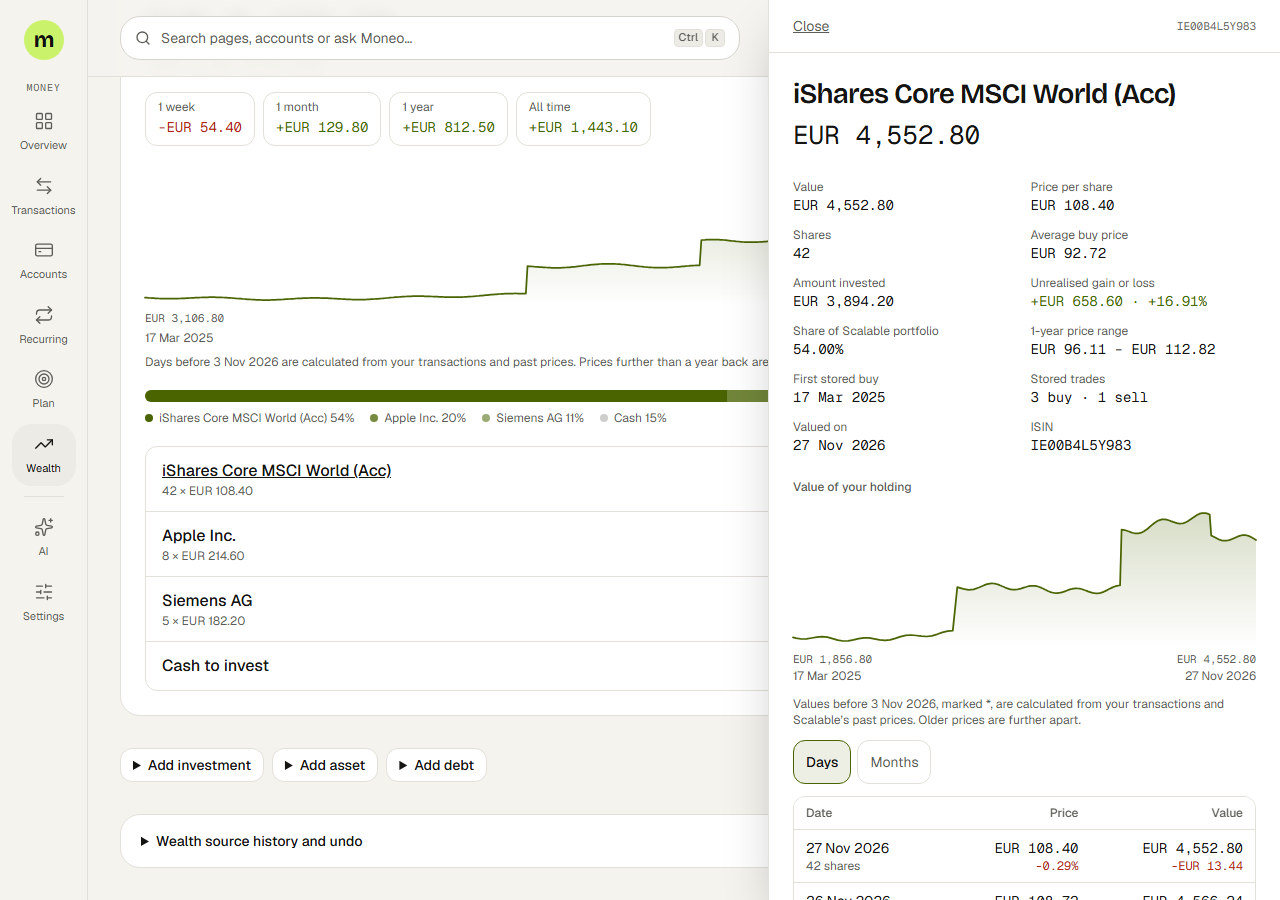 m
MONEY
Overview
Transactions
Accounts
Recurring
Plan
Wealth
AI
Settings
Search pages, accounts or ask Moneo...
Ctrl K
1 week
-EUR 54.40
1 month
+EUR 129.80
1 year
+EUR 812.50
All time
+EUR 1,443.10
EUR 3,106.80
17 Mar 2025
Days before 3 Nov 2026 are calculated from your transactions and past prices. Prices further than a year back are
iShares Core MSCI World (Acc) 54%
Apple Inc. 20%
Siemens AG 11%
Cash 15%
iShares Core MSCI World (Acc)
42 × EUR 108.40
Apple Inc.
8 × EUR 214.60
Siemens AG
5 × EUR 182.20
Cash to invest
Add investment
Add asset
Add debt
Wealth source history and undo
Close
IE00B4L5Y983
iShares Core MSCI World (Acc)
EUR 4,552.80
Value
EUR 4,552.80
Price per share
EUR 108.40
Shares
42
Average buy price
EUR 92.72
Amount invested
EUR 3,894.20
Unrealised gain or loss
+EUR 658.60 · +16.91%
Share of Scalable portfolio
54.00%
1-year price range
EUR 96.11 – EUR 112.82
First stored buy
17 Mar 2025
Stored trades
3 buy · 1 sell
Valued on
27 Nov 2026
ISIN
IE00B4L5Y983
Value of your holding
EUR 1,856.80
17 Mar 2025
EUR 4,552.80
27 Nov 2026
Values before 3 Nov 2026, marked *, are calculated from your transactions and
Scalable's past prices. Older prices are further apart.
Days
Months
Date Price Value
27 Nov 2026 EUR 108.40 EUR 4,552.80
42 shares -0.29% -EUR 13.44